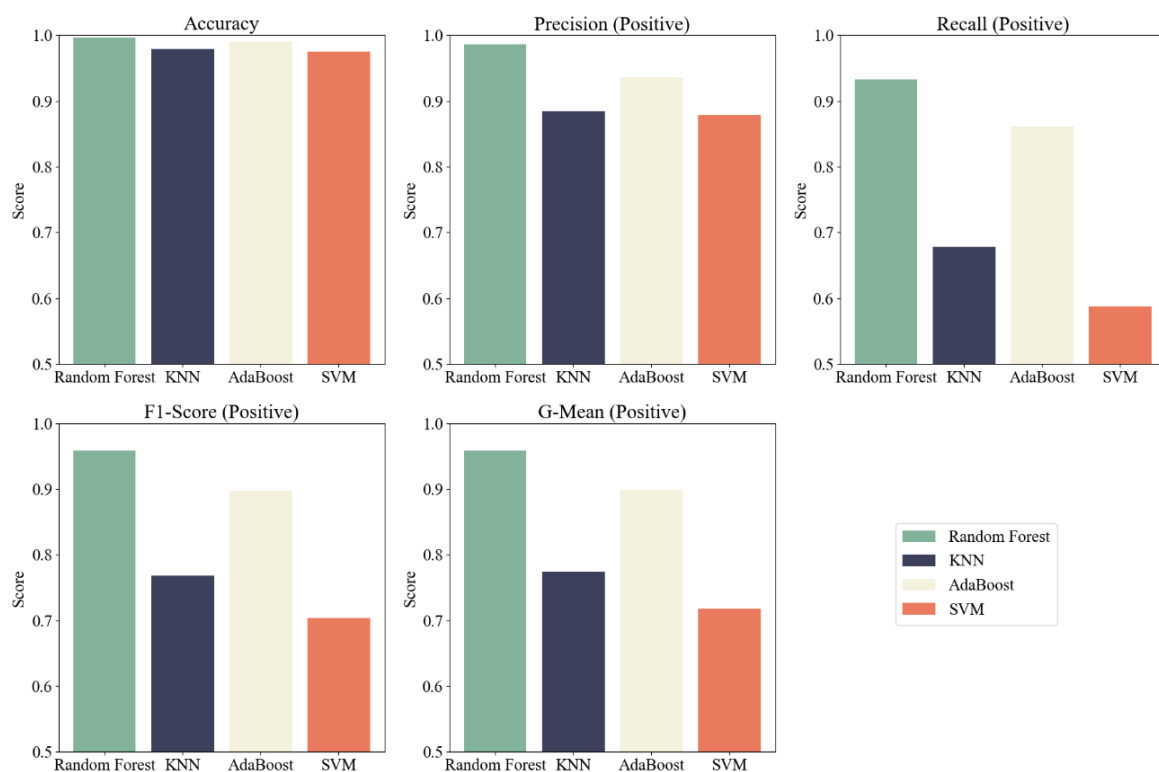 Accuracy
1.0
0.9
0.8
0.7
0.6
0.5
Score
Random Forest KNN AdaBoost SVM
Precision (Positive)
1.0
0.9
0.8
0.7
0.6
0.5
Score
Random Forest KNN AdaBoost SVM
Recall (Positive)
1.0
0.9
0.8
0.7
0.6
0.5
Score
Random Forest KNN AdaBoost SVM
F1-Score (Positive)
1.0
0.9
0.8
0.7
0.6
0.5
Score
Random Forest KNN AdaBoost SVM
G-Mean (Positive)
1.0
0.9
0.8
0.7
0.6
0.5
Score
Random Forest KNN AdaBoost SVM
Random Forest
KNN
AdaBoost
SVM